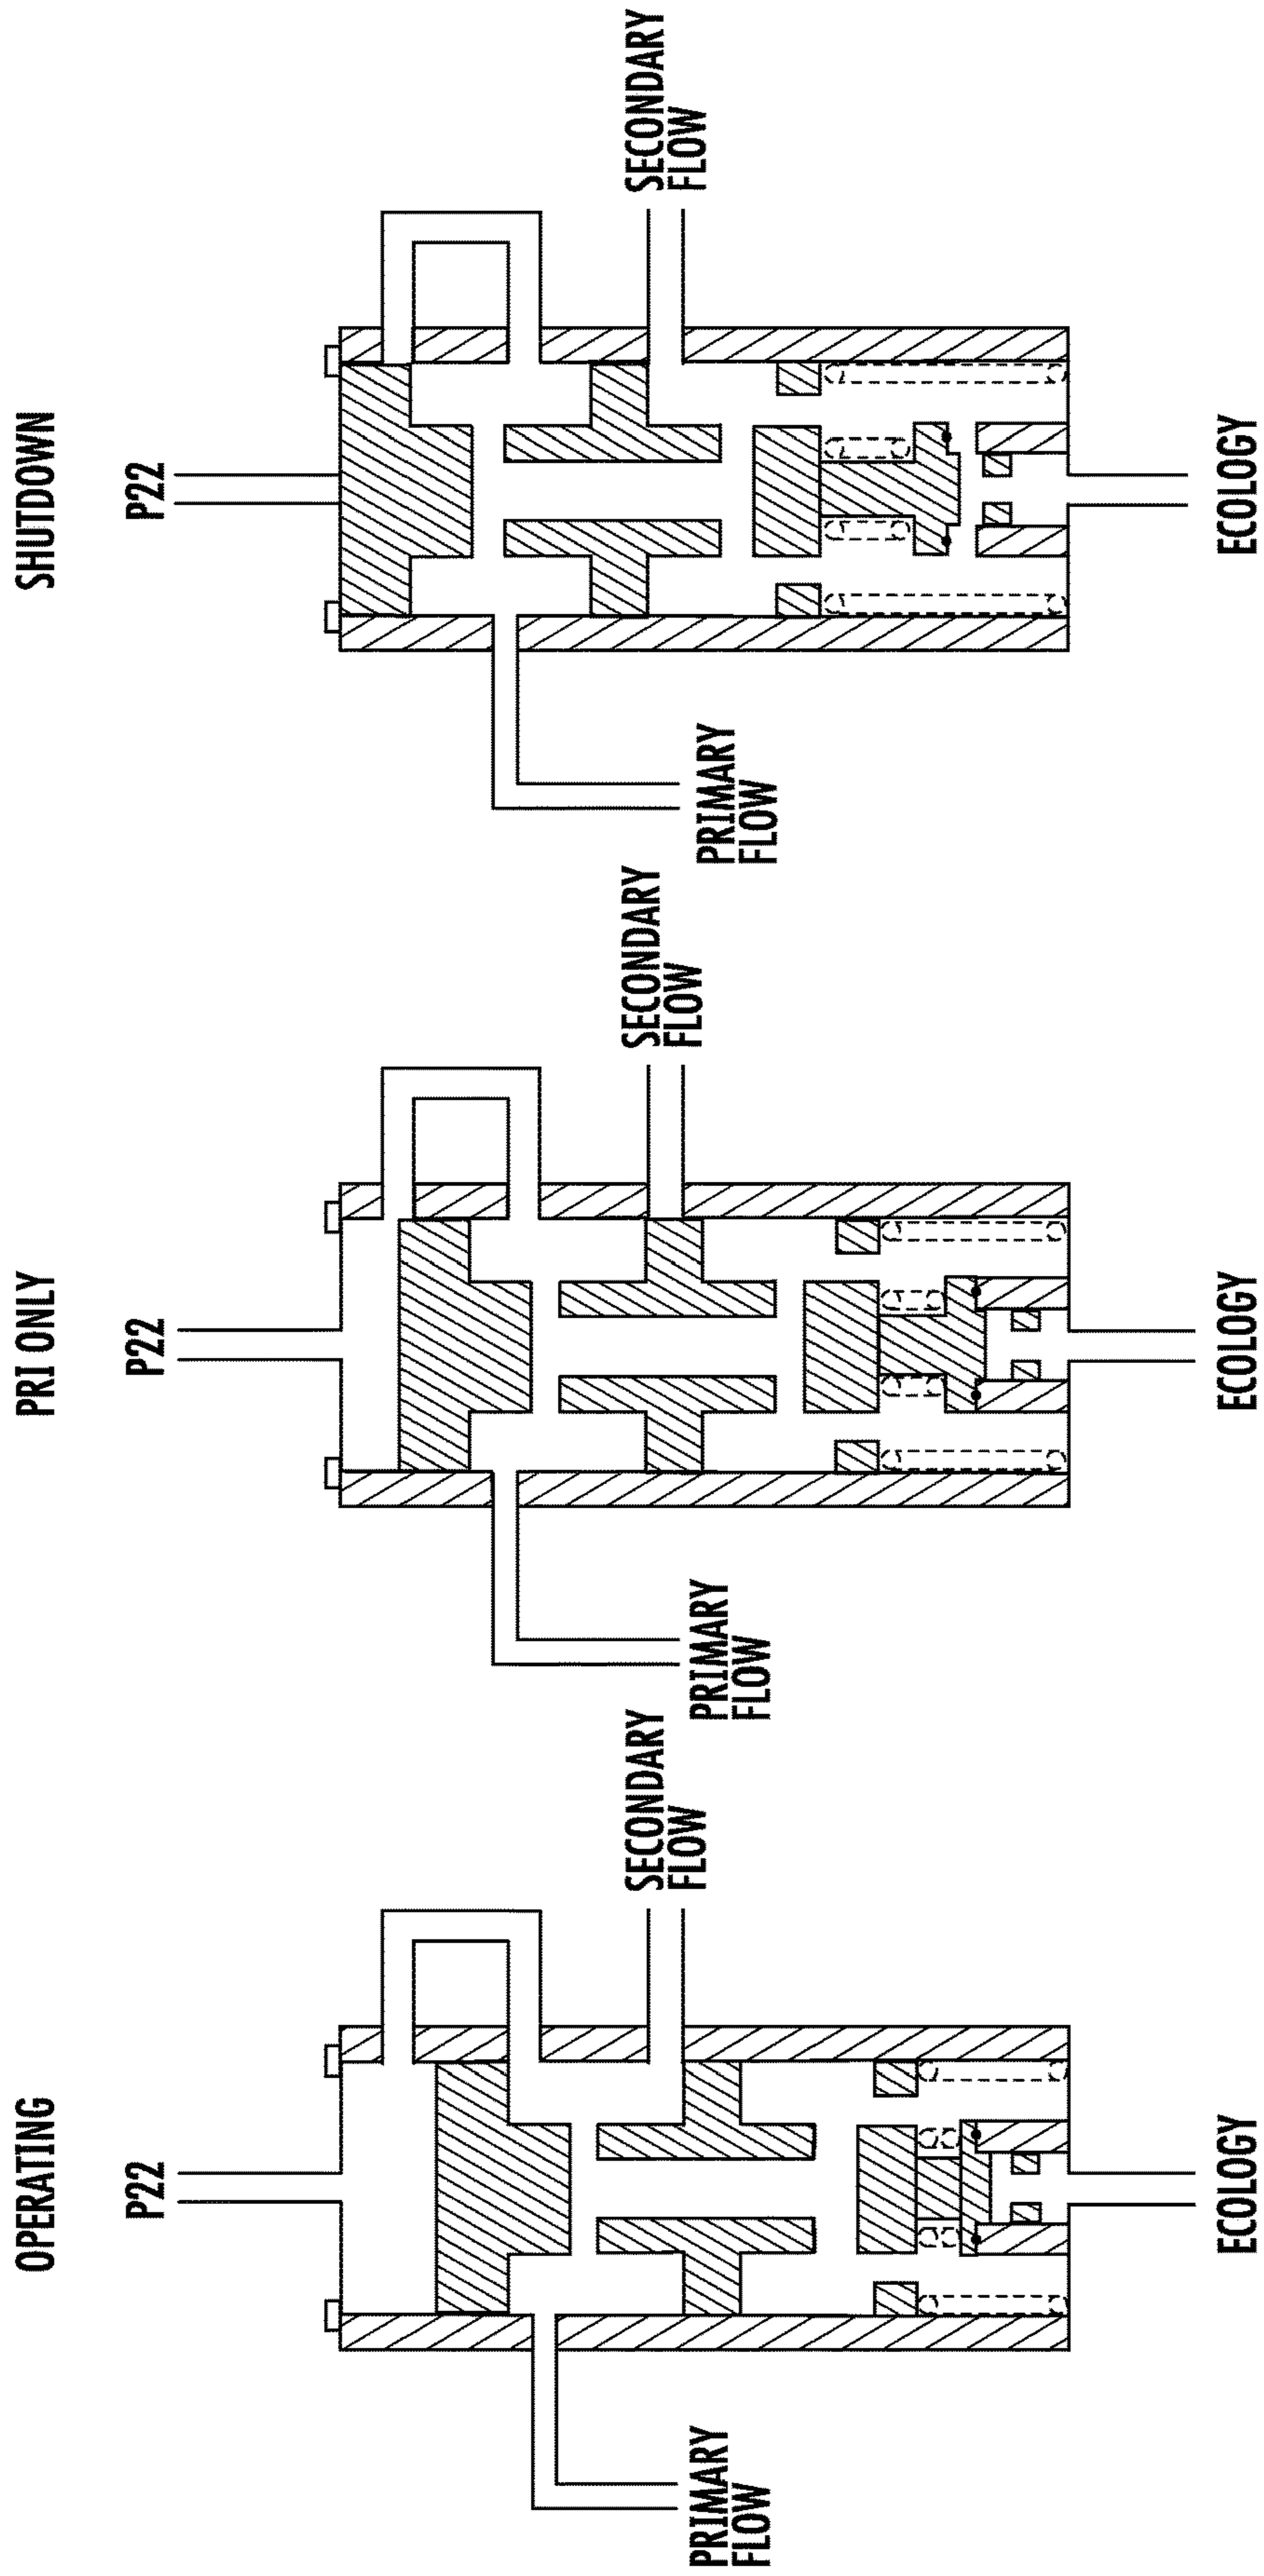 OPERATING
P22
PRIMARY
FLOW
SECONDARY
FLOW
ECOLOGY
PRI ONLY
P22
PRIMARY
FLOW
SECONDARY
FLOW
ECOLOGY
SHUTDOWN
P22
PRIMARY
FLOW
SECONDARY
FLOW
ECOLOGY